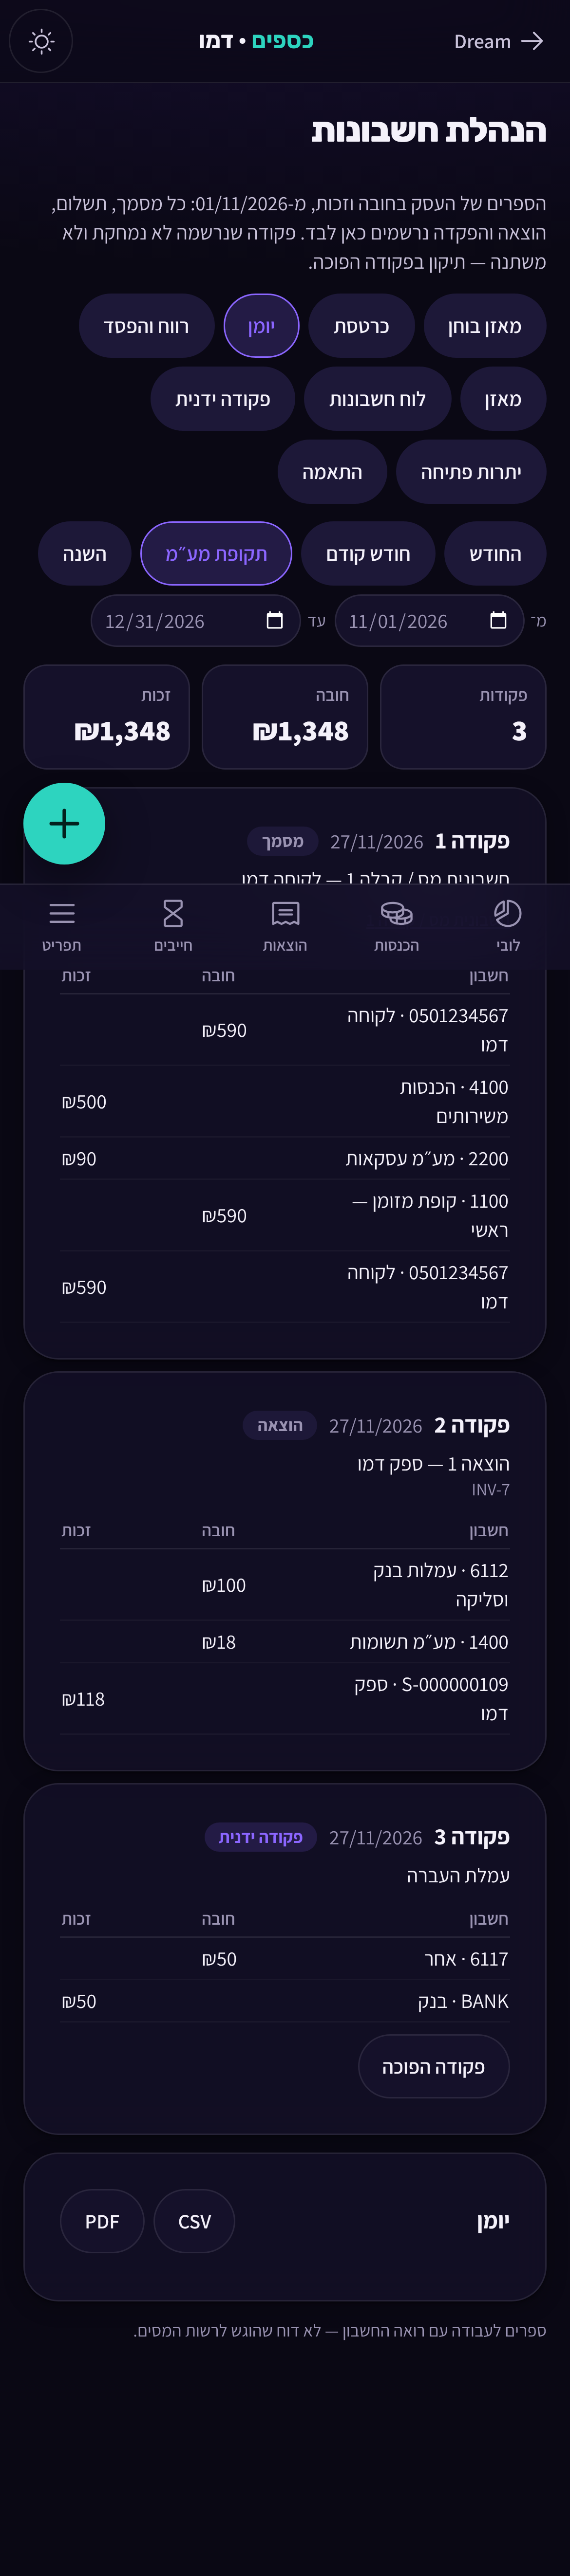 Dream
כספים • דמו
הנהלת חשבונות
הספרים של העסק בחובה וזכות, מ-01/11/2026: כל מסמך, תשלום,
הוצאה והפקדה נרשמים כאן לבד. פקודה שנרשמה לא נמחקת ולא
משתנה — תיקון בפקודה הפוכה.
מאזן בוחן כרטסת יומן רווח והפסד
מאזן לוח חשבונות פקודה ידנית
יתרות פתיחה התאמה
החודש חודש קודם תקופת מע״מ השנה
מ־ 11/01/2026 עד 12/31/2026
פקודות חובה זכות
3 ₪1,348 ₪1,348
פקודה 1 27/11/2026 מסמך
חשבונית מס / קבלה 1 — לקוחה דמו
לובי הכנסות הוצאות חייבים תפריט
חשבון חובה זכות
0501234567 · לקוחה
דמו
₪590
4100 · הכנסות
משירותים
₪500
2200 · מע״מ עסקאות ₪90
1100 · קופת מזומן —
ראשי
₪590
0501234567 · לקוחה
דמו
₪590
פקודה 2 27/11/2026 הוצאה
הוצאה 1 — ספק דמו
INV-7
חשבון חובה זכות
6112 · עמלות בנק
וסליקה
₪100
1400 · מע״מ תשומות ₪18
S-000000109 · ספק
דמו
₪118
פקודה 3 27/11/2026 פקודה ידנית
עמלת העברה
חשבון חובה זכות
6117 · אחר ₪50
BANK · בנק ₪50
פקודה הפוכה
יומן CSV PDF
ספרים לעבודה עם רואה החשבון — לא דוח שהוגש לרשות המסים.